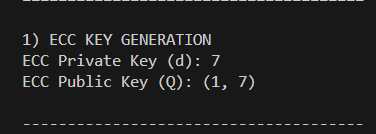 1) ECC KEY GENERATION
ECC Private Key (d): 7
ECC Public Key (Q): (1, 7)